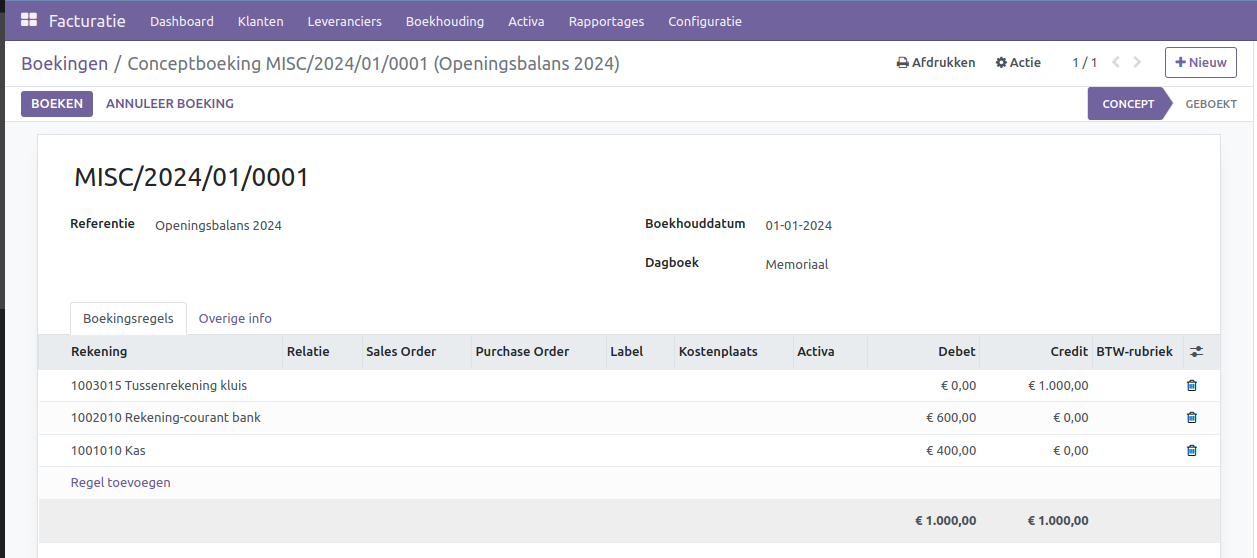 Facturatie Dashboard Klanten Leveranciers Boekhouding Activa Rapportages Configuratie
Boekingen / Conceptboeking MISC/2024/01/0001 (Openingsbalans 2024) Afdrukken Actie 1 / 1 Nieuw
BOEKEN ANNULEER BOEKING CONCEPT GEBOEKT
MISC/2024/01/0001
Referentie Openingsbalans 2024 Boekhouddatum 01-01-2024
Dagboek Memoriaal
Boekingsregels Overige info
Rekening Relatie Sales Order Purchase Order Label Kostenplaats Activa Debet Credit BTW-rubriek
1003015 Tussenrekening kluis € 0,00 € 1.000,00
1002010 Rekening-courant bank € 600,00 € 0,00
1001010 Kas € 400,00 € 0,00
Regel toevoegen
€ 1.000,00 € 1.000,00